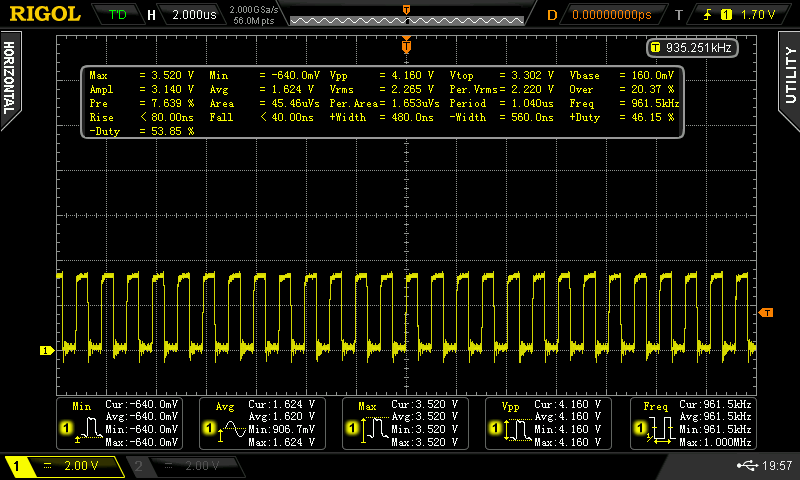 RIGOL T'D H 2.000us 2.000GSa/s 56.0M pts D 0.00000000ps T 1 1.70 V
T
HORIZONTAL
UTILITY
T 935.251kHz
Max = 3.520 V Min = -640.0mV Vpp = 4.160 V Vtop = 3.302 V Vbase = 160.0mV
Ampl = 3.140 V Avg = 1.624 V Vrms = 2.265 V Per.Vrms= 2.220 V Over = 20.37 %
Pre = 7.639 % Area = 45.46uVs Per.Area= 1.653uVs Period = 1.040us Freq = 961.5kHz
Rise < 80.00ns Fall < 40.00ns +Width = 480.0ns -Width = 560.0ns +Duty = 46.15 %
-Duty = 53.85 %
T
1
Min Cur:-640.0mV Avg Cur:1.624 V Max Cur:3.520 V Vpp Cur:4.160 V Freq Cur:961.5kHz
Avg:-640.0mV Avg:1.620 V Avg:3.520 V Avg:4.160 V Avg:961.5kHz
1 Min:-640.0mV 1 Min:906.7mV 1 Min:3.520 V 1 Min:4.160 V 1 Min:961.5kHz
Max:-640.0mV Max:1.624 V Max:3.520 V Max:4.160 V Max:1.000MHz
1 2.00 V 2 2.00 V 19:57